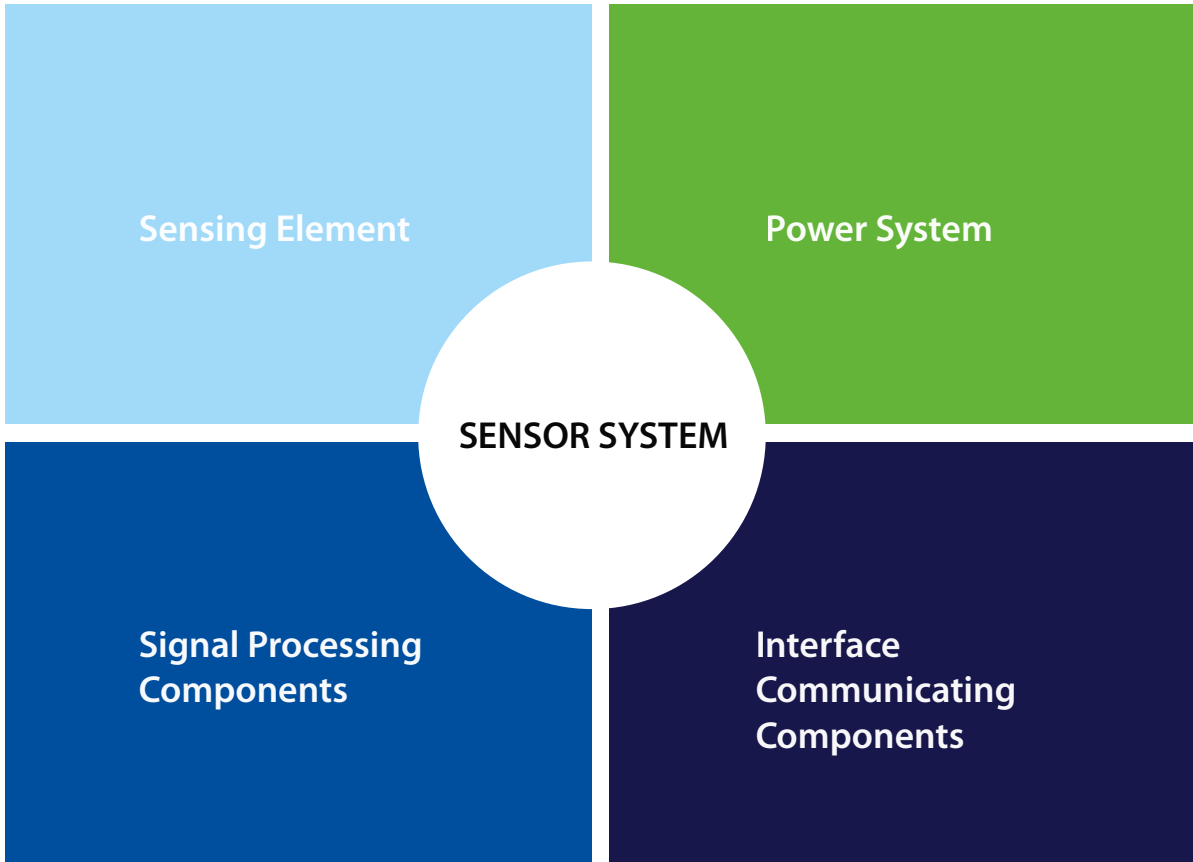 Sensing Element
Power System
SENSOR SYSTEM
Signal Processing
Components
Interface
Communicating
Components